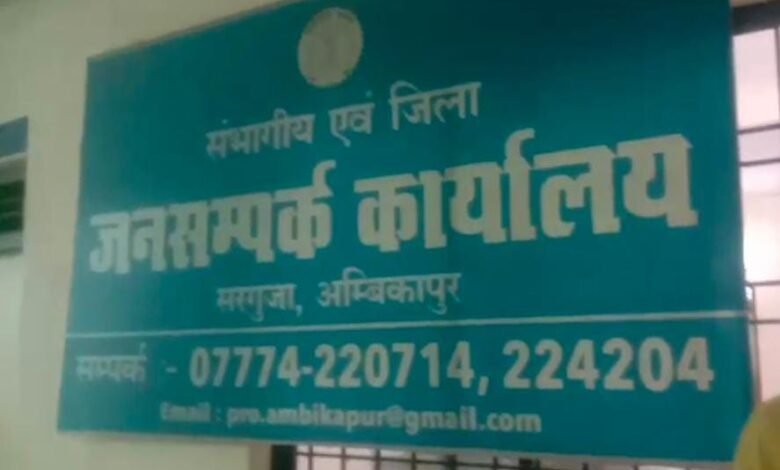 संभागीय एवं जिला
जनसम्पर्क कार्यालय
सरगुजा, अम्बिकापुर
सम्पर्क :- 07774-220714, 224204
Email : pro.ambikapur@gmail.com